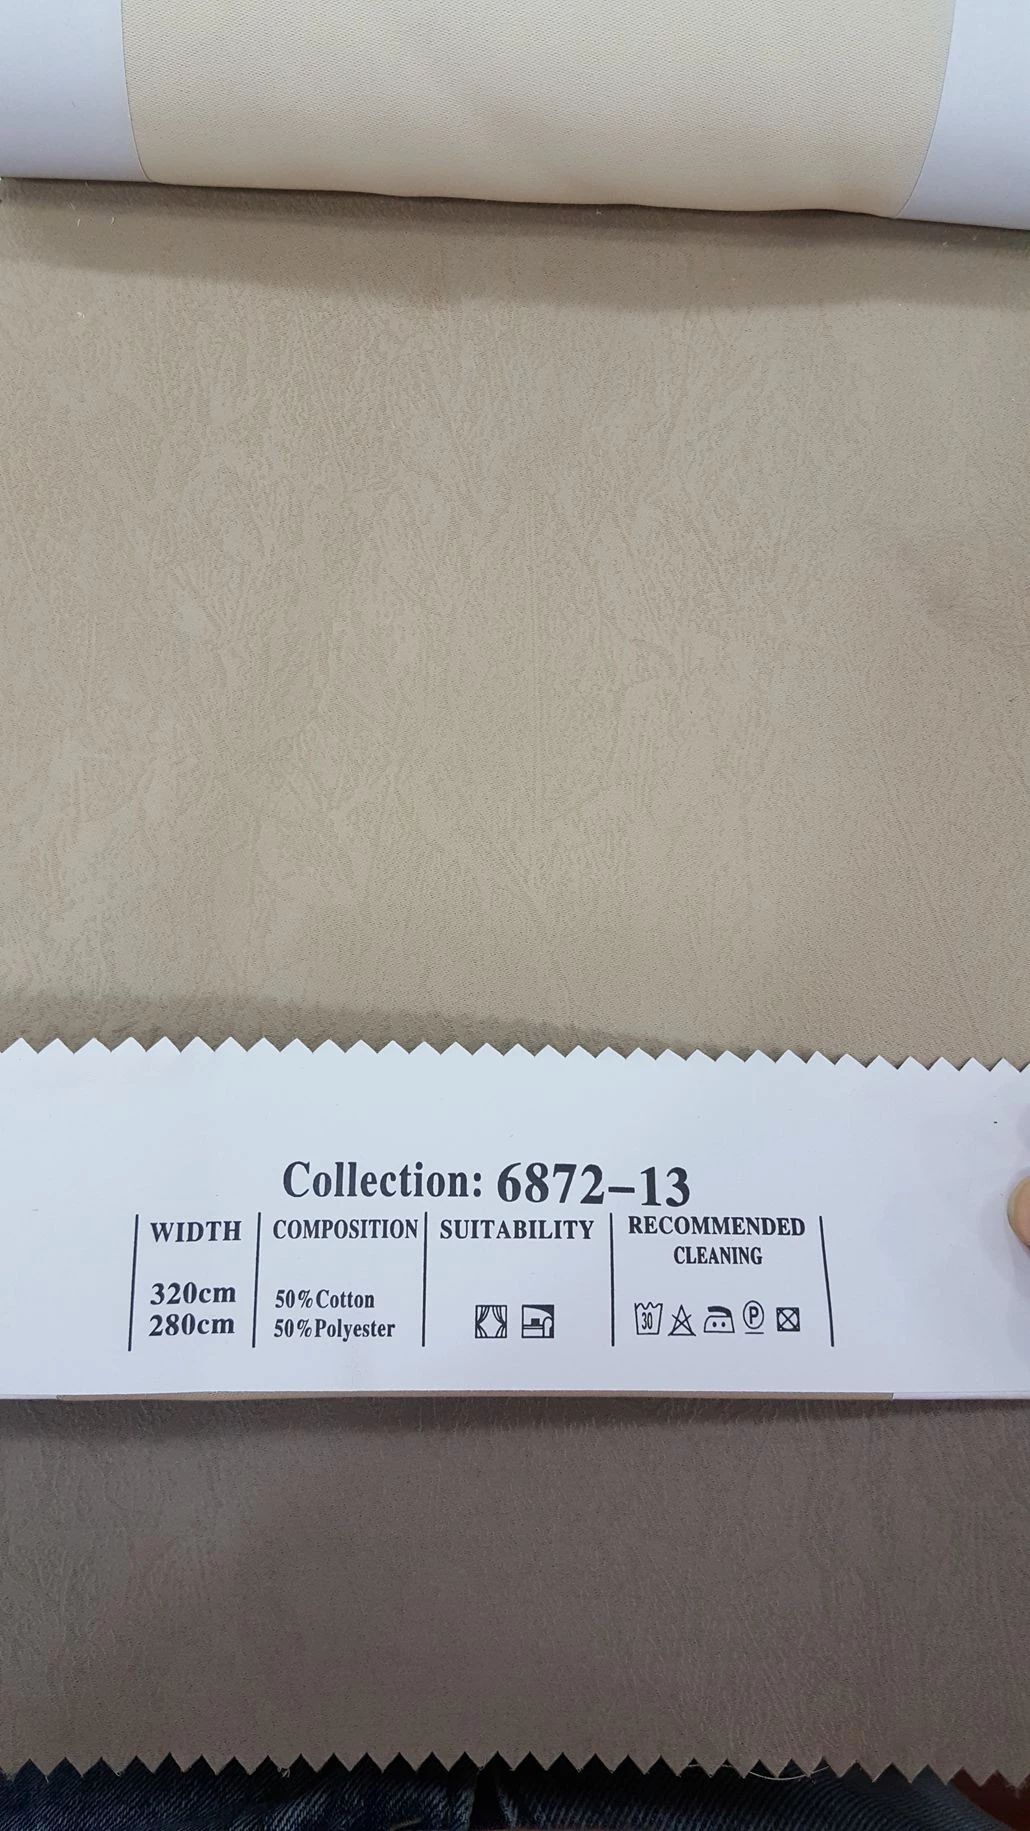 Collection: 6872-13
WIDTH
320cm
280cm
COMPOSITION
50%Cotton
50%Polyester
SUITABILITY
RECOMMENDED
CLEANING
30
P